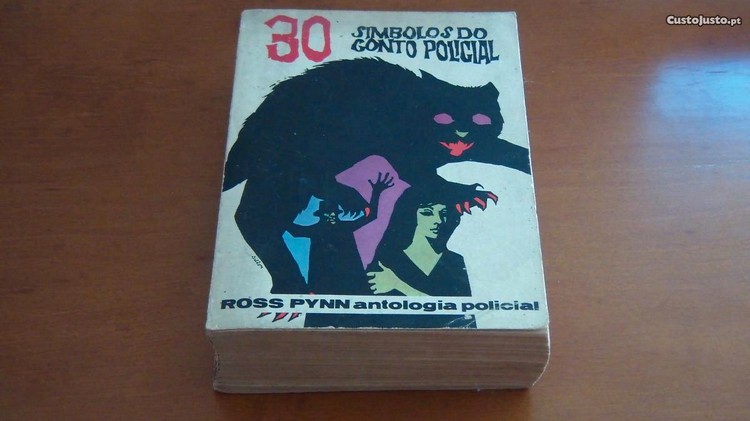 CustoJusto.pt
30 SIMBOLOS DO
CONTO POLICIAL
ROSS PYNN antologia policial